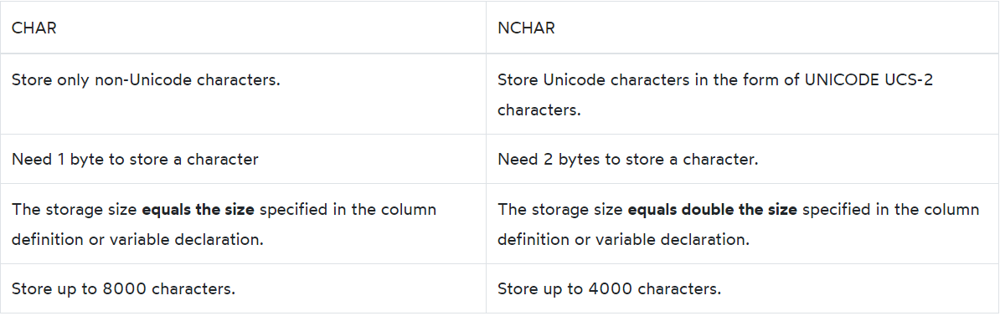 CHAR
NCHAR
Store only non-Unicode characters.
Store Unicode characters in the form of UNICODE UCS-2
characters.
Need 1 byte to store a character
Need 2 bytes to store a character.
The storage size equals the size specified in the column
definition or variable declaration.
The storage size equals double the size specified in the column
definition or variable declaration.
Store up to 8000 characters.
Store up to 4000 characters.